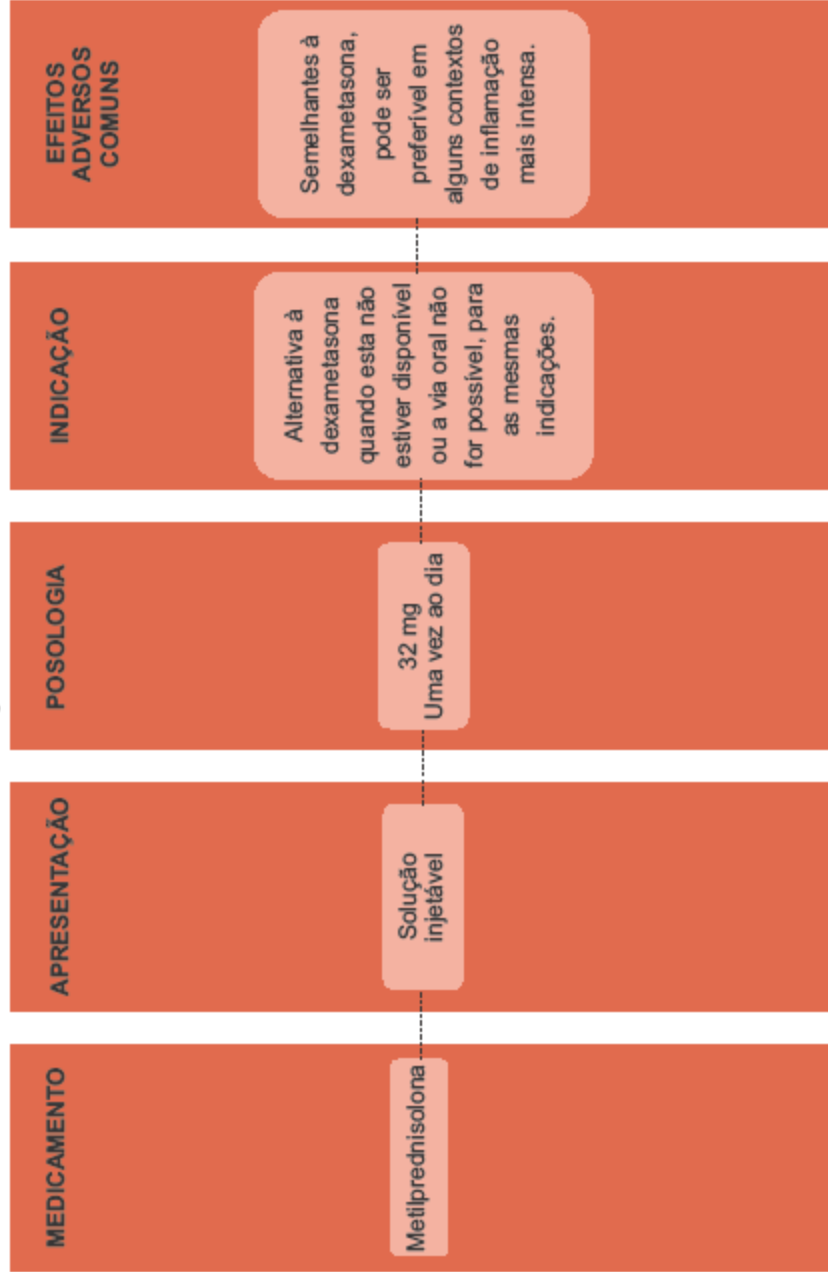 MEDICAMENTO
Metilprednisolona
APRESENTAÇÃO
Solução
injetável
POSOLOGIA
32 mg
Uma vez ao dia
INDICAÇÃO
Alternativa à
dexametasona
quando esta não
estiver disponível
ou a via oral não
for possível, para
as mesmas
indicações.
EFEITOS
ADVERSOS
COMUNS
Semelhantes à
dexametasona,
pode ser
preferível em
alguns contextos
de inflamação
mais intensa.